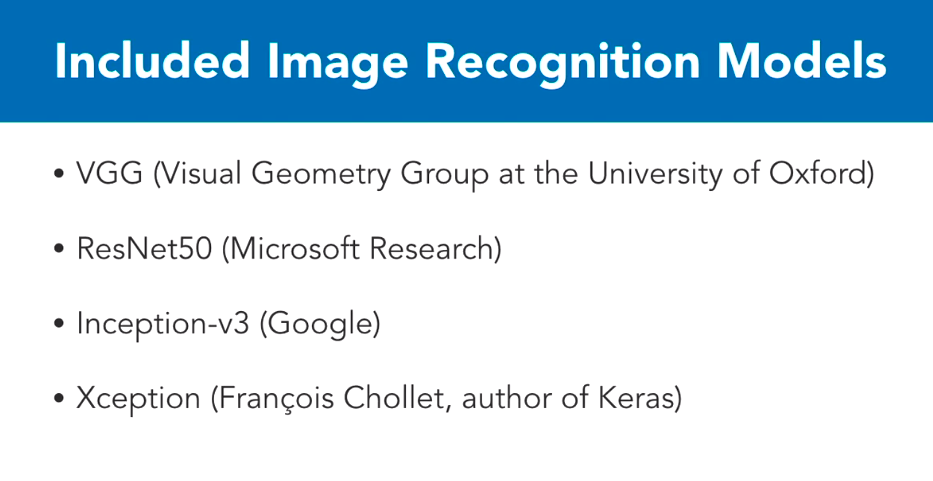 Included Image Recognition Models
• VGG (Visual Geometry Group at the University of Oxford)
• ResNet50 (Microsoft Research)
• Inception-v3 (Google)
• Xception (François Chollet, author of Keras)